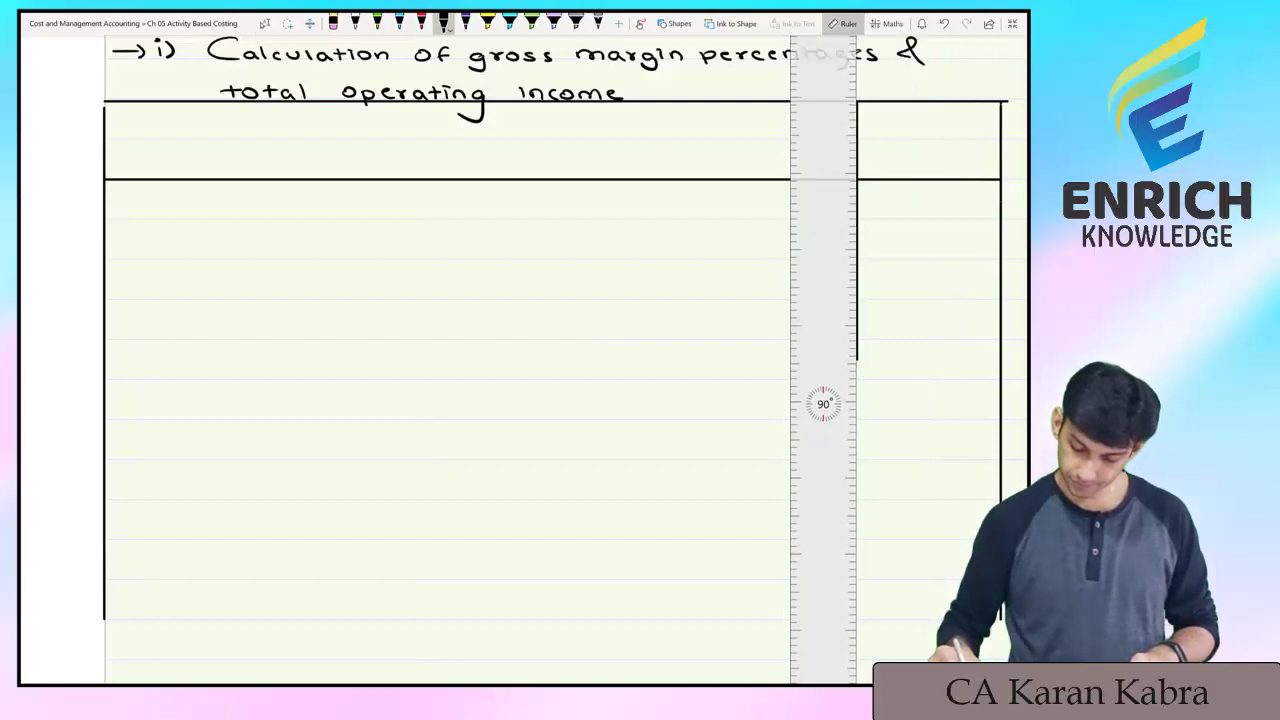 Cost and Management Accounting » Ch 05 Activity Based Costing
Shapes
Ink to Shape
Ink to Text
Ruler
Maths
→ i) Calculation of gross margin percentages &
total operating income
90°
ENRICH
KNOWLEDGE
CA Karan Kabra